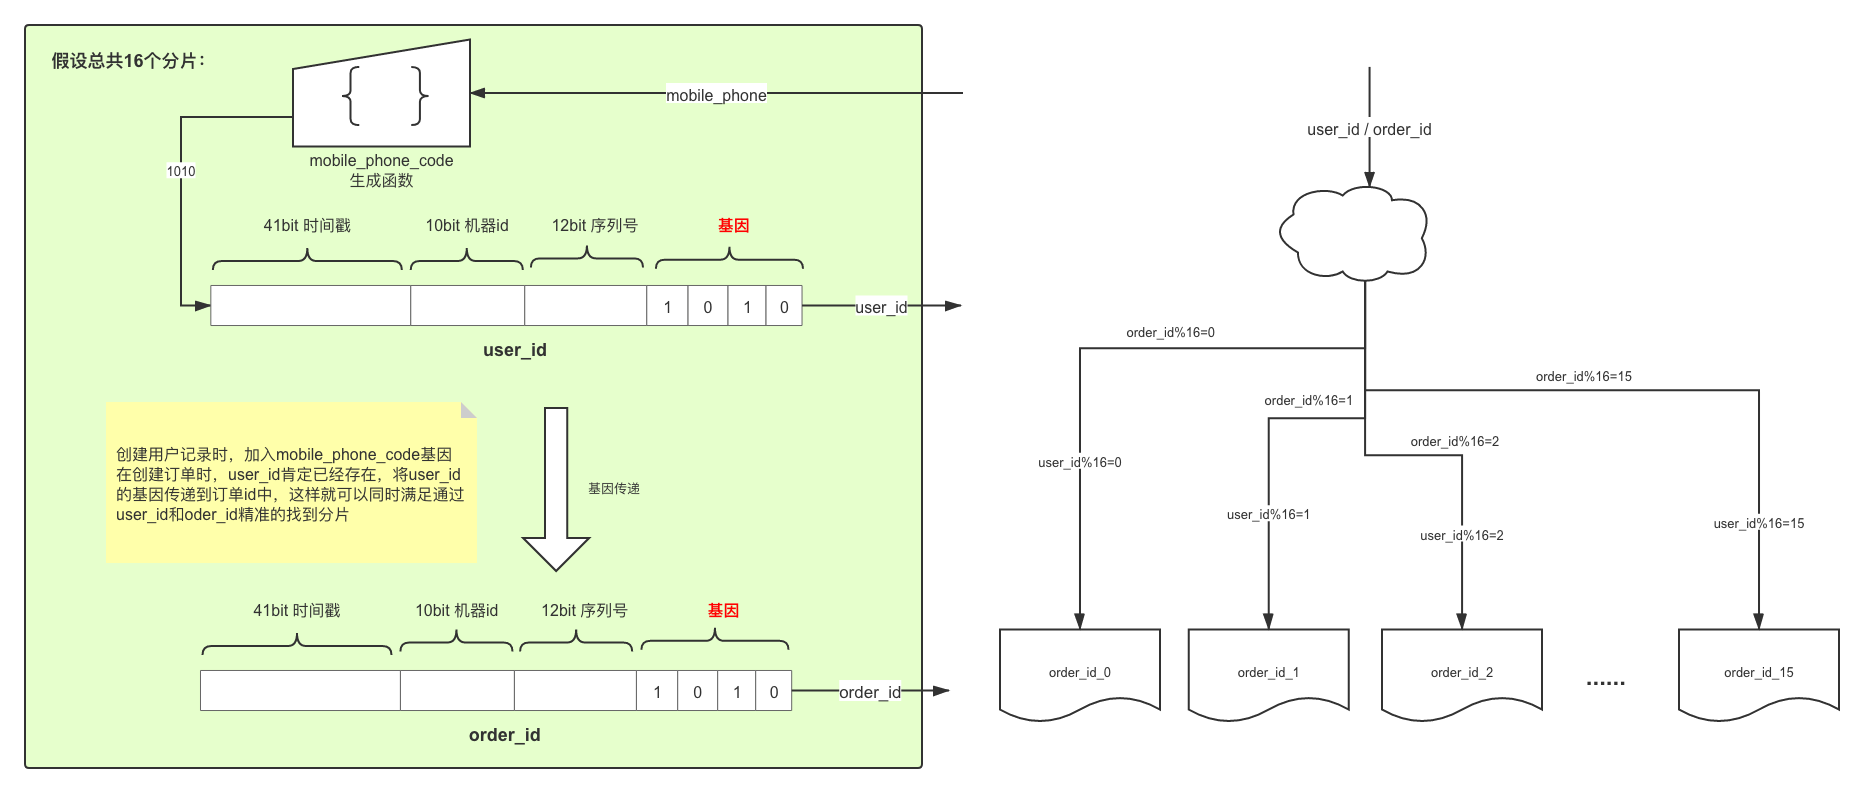 假设总共16个分片：
mobile_phone
mobile_phone_code
生成函数
1010
41bit 时间戳
10bit 机器id
12bit 序列号
基因
1 0 1 0
user_id
user_id
创建用户记录时，加入mobile_phone_code基因
在创建订单时，user_id肯定已经存在，将user_id
的基因传递到订单id中，这样就可以同时满足通过
user_id和oder_id精准的找到分片
基因传递
41bit 时间戳
10bit 机器id
12bit 序列号
基因
1 0 1 0
order_id
order_id
user_id / order_id
order_id%16=0
order_id%16=15
order_id%16=1
order_id%16=2
user_id%16=0
user_id%16=1
user_id%16=2
user_id%16=15
order_id_0
order_id_1
order_id_2
......
order_id_15